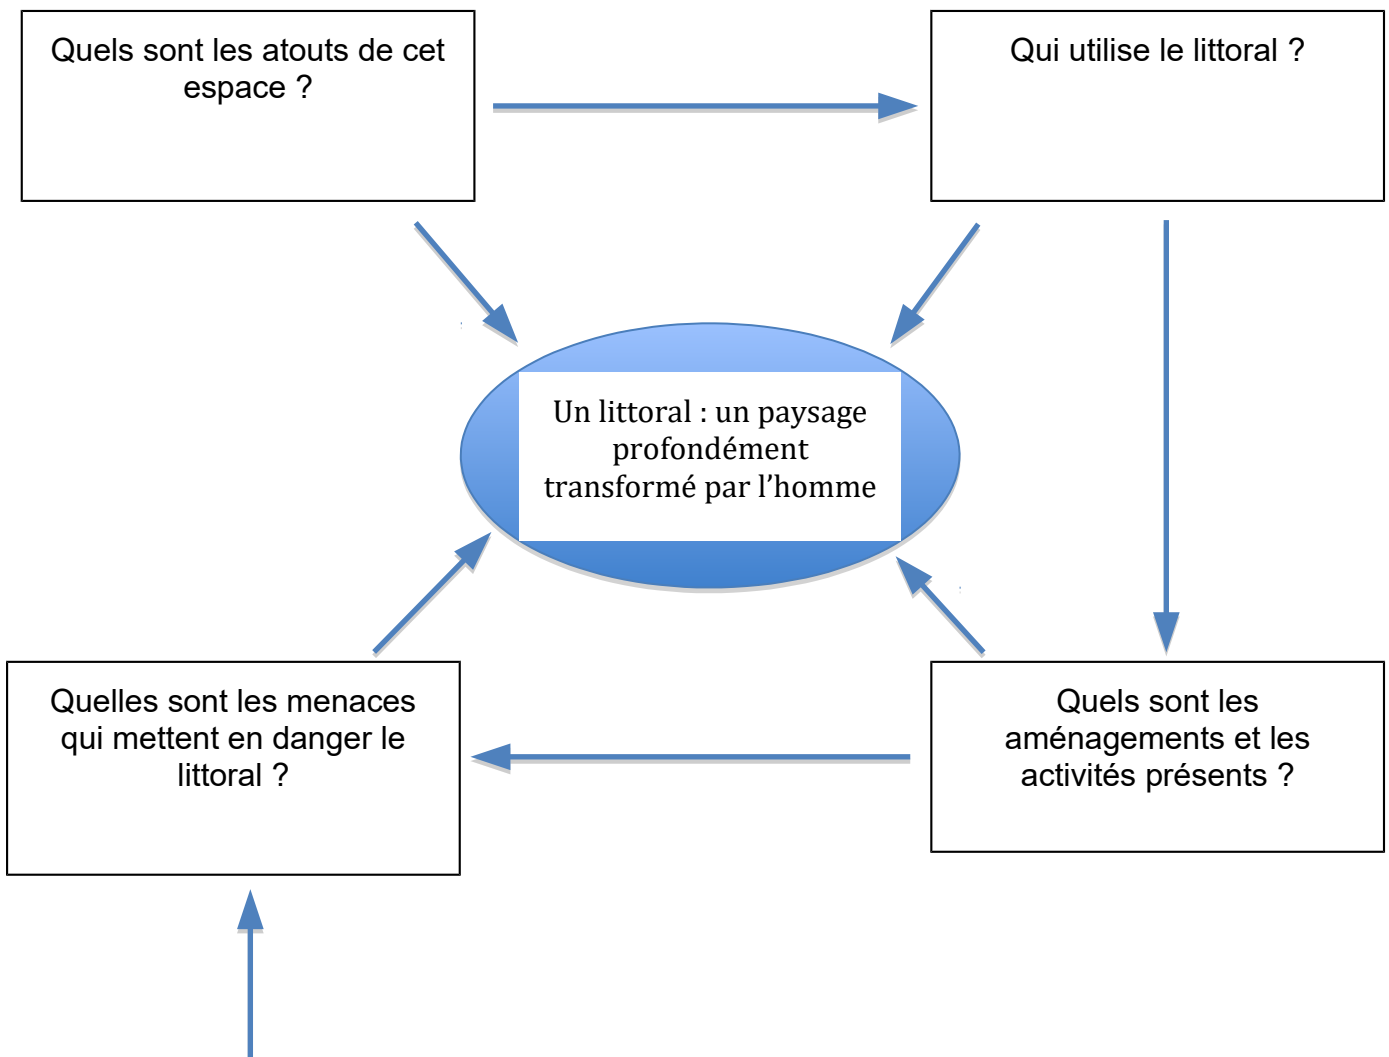 Quels sont les atouts de cet
espace ?
Qui utilise le littoral ?
Un littoral : un paysage
profondément
transformé par l’homme
Quelles sont les menaces
qui mettent en danger le
littoral ?
Quels sont les
aménagements et les
activités présents ?